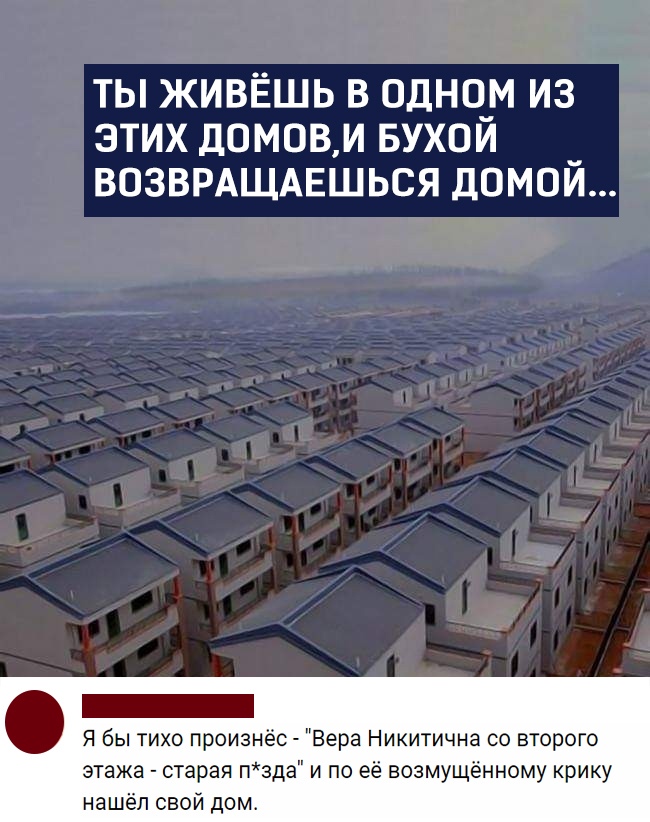 ТЫ ЖИВЁШЬ В ОДНОМ ИЗ
ЭТИХ ДОМОВ,И БУХОЙ
ВОЗВРАЩАЕШЬСЯ ДОМОЙ...
Я бы тихо произнёс - "Вера Никитична со второго
этажа - старая п*зда" и по её возмущённому крику
нашёл свой дом.